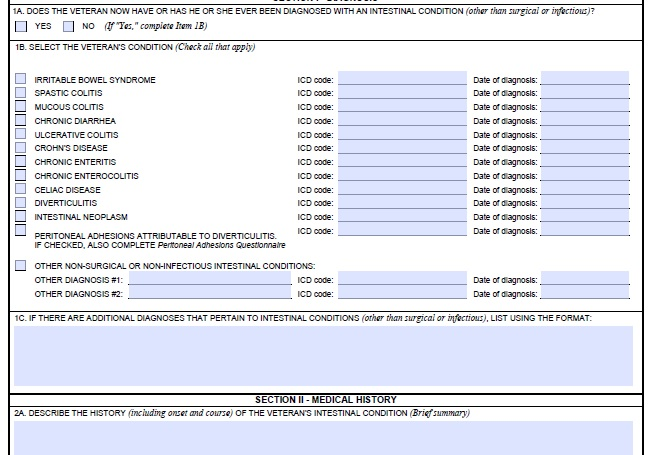 1A. DOES THE VETERAN NOW HAVE OR HAS HE OR SHE EVER BEEN DIAGNOSED WITH AN INTESTINAL CONDITION (other than surgical or infectious)?
YES NO (If "Yes," complete Item 1B)
1B. SELECT THE VETERAN'S CONDITION (Check all that apply)
IRRITABLE BOWEL SYNDROME ICD code: Date of diagnosis:
SPASTIC COLITIS ICD code: Date of diagnosis:
MUCOUS COLITIS ICD code: Date of diagnosis:
CHRONIC DIARRHEA ICD code: Date of diagnosis:
ULCERATIVE COLITIS ICD code: Date of diagnosis:
CROHN'S DISEASE ICD code: Date of diagnosis:
CHRONIC ENTERITIS ICD code: Date of diagnosis:
CHRONIC ENTEROCOLITIS ICD code: Date of diagnosis:
CELIAC DISEASE ICD code: Date of diagnosis:
DIVERTICULITIS ICD code: Date of diagnosis:
INTESTINAL NEOPLASM ICD code: Date of diagnosis:
PERITONEAL ADHESIONS ATTRIBUTABLE TO DIVERTICULITIS. ICD code: Date of diagnosis:
IF CHECKED, ALSO COMPLETE Peritoneal Adhesions Questionnaire
OTHER NON-SURGICAL OR NON-INFECTIOUS INTESTINAL CONDITIONS:
OTHER DIAGNOSIS #1: ICD code: Date of diagnosis:
OTHER DIAGNOSIS #2: ICD code: Date of diagnosis:
1C. IF THERE ARE ADDITIONAL DIAGNOSES THAT PERTAIN TO INTESTINAL CONDITIONS (other than surgical or infectious), LIST USING THE FORMAT:
SECTION II - MEDICAL HISTORY
2A. DESCRIBE THE HISTORY (including onset and course) OF THE VETERAN'S INTESTINAL CONDITION (Brief summary)